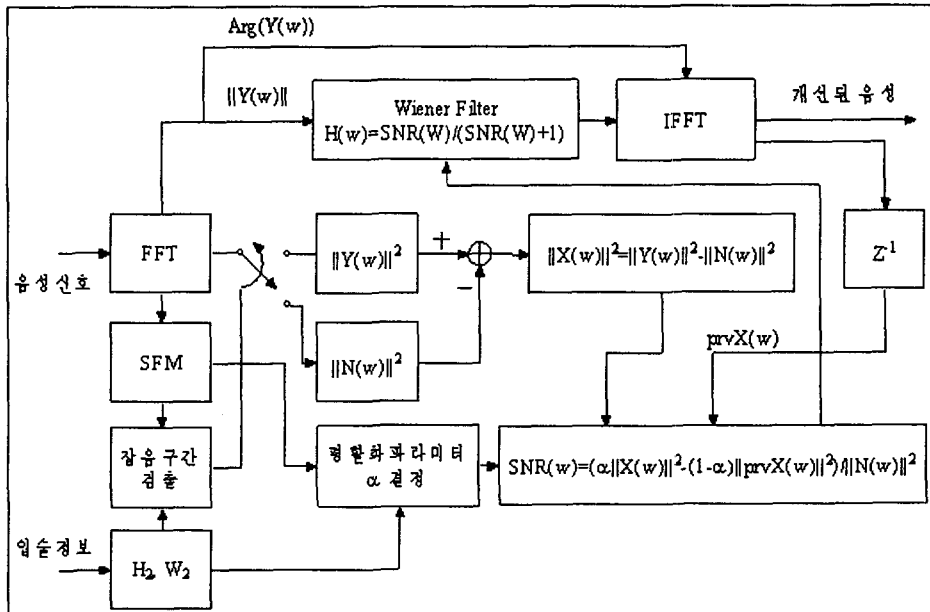 Arg(Y(w))
||Y(w)||
Wiener Filter
H(w)=SNR(W)/(SNR(W)+1)
IFFT
개선된 음성
FFT
음성신호
||Y(w)||²
+
-
||X(w)||²=||Y(w)||²-||N(w)||²
Z⁻¹
SFM
||N(w)||²
prvX(w)
잡음구간
검출
평활화파라미터
α 결정
SNR(w)=(α||X(w)||²-(1-α)||prvX(w)||²)/||N(w)||²
입술정보
H₂, W₂